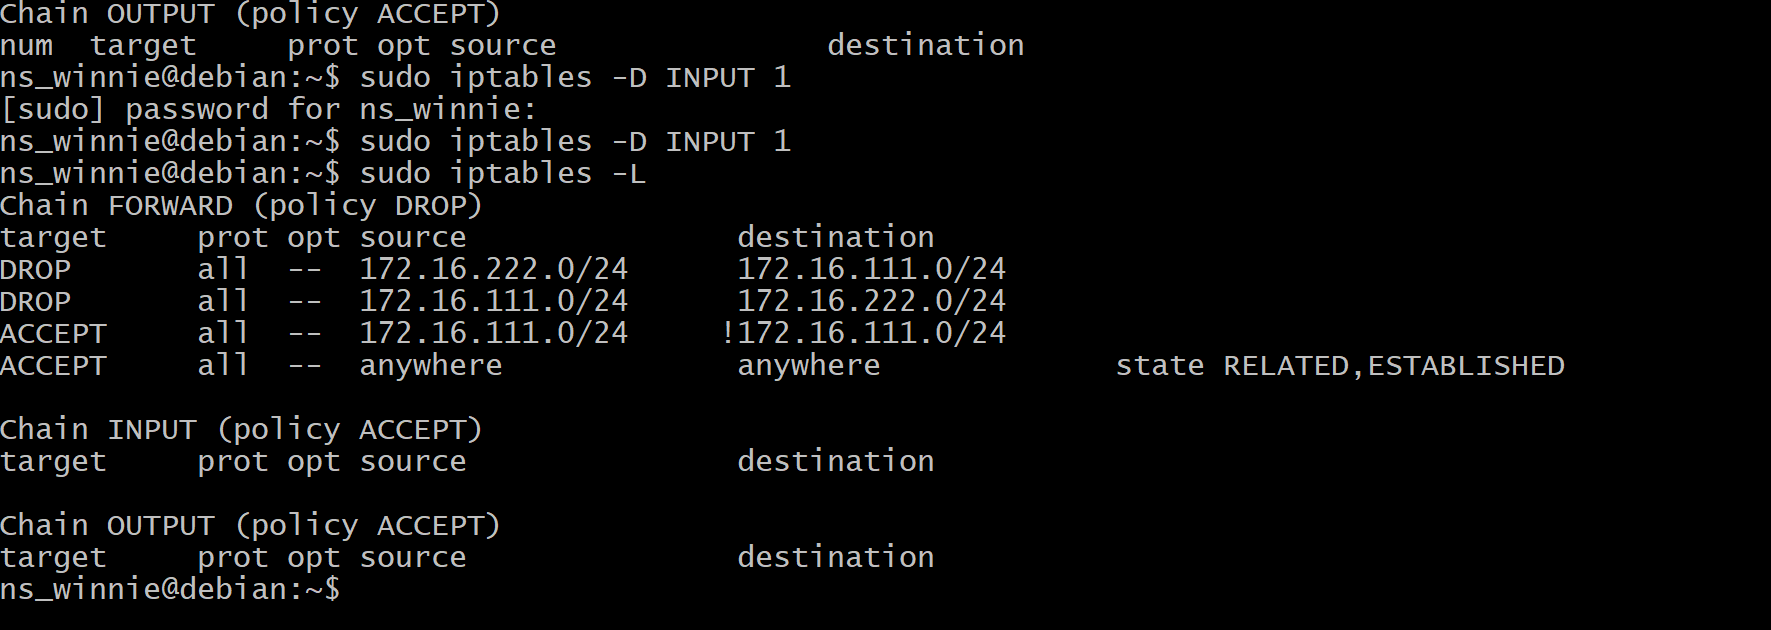 Chain OUTPUT (policy ACCEPT)
num  target     prot opt source               destination
ns_winnie@debian:~$ sudo iptables -D INPUT 1
[sudo] password for ns_winnie:
ns_winnie@debian:~$ sudo iptables -D INPUT 1
ns_winnie@debian:~$ sudo iptables -L
Chain FORWARD (policy DROP)
target     prot opt source               destination
DROP       all  --  172.16.222.0/24      172.16.111.0/24
DROP       all  --  172.16.111.0/24      172.16.222.0/24
ACCEPT     all  --  172.16.111.0/24     !172.16.111.0/24
ACCEPT     all  --  anywhere             anywhere             state RELATED,ESTABLISHED
Chain INPUT (policy ACCEPT)
target     prot opt source               destination
Chain OUTPUT (policy ACCEPT)
target     prot opt source               destination
ns_winnie@debian:~$